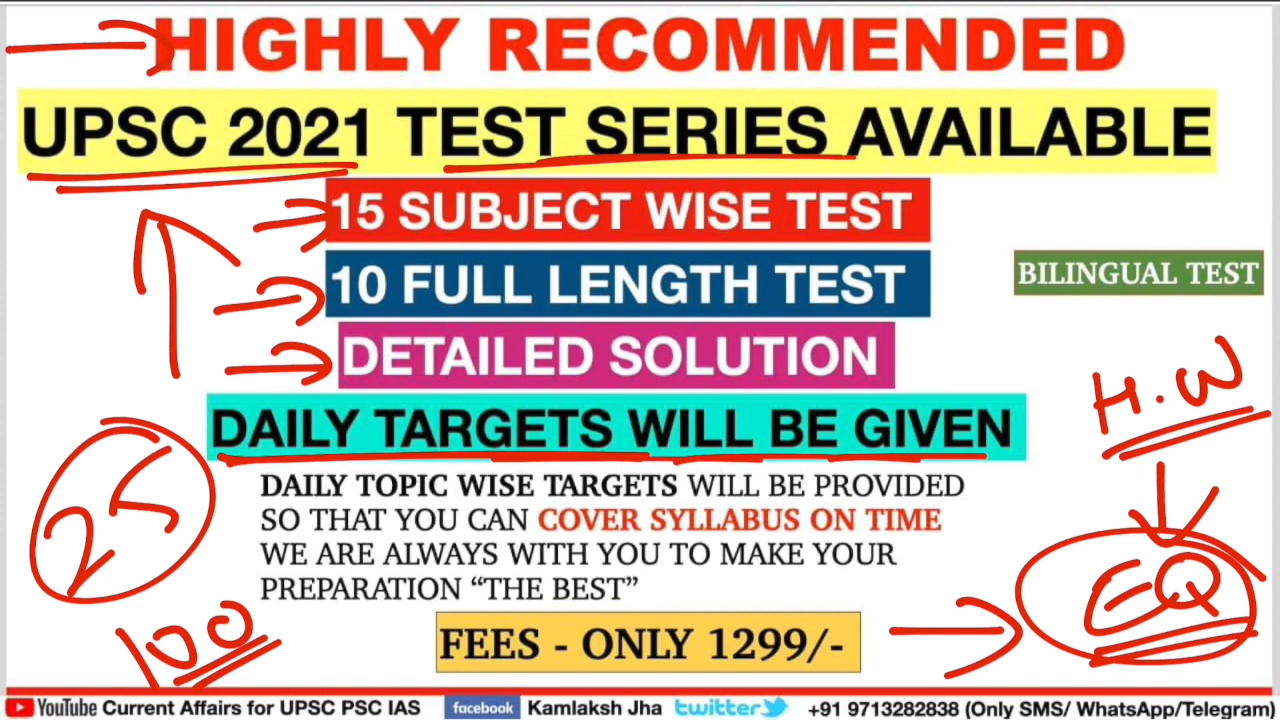 HIGHLY RECOMMENDED
UPSC 2021 TEST SERIES AVAILABLE
15 SUBJECT WISE TEST
10 FULL LENGTH TEST
BILINGUAL TEST
DETAILED SOLUTION
H.W
DAILY TARGETS WILL BE GIVEN
25
DAILY TOPIC WISE TARGETS WILL BE PROVIDED
SO THAT YOU CAN COVER SYLLABUS ON TIME
WE ARE ALWAYS WITH YOU TO MAKE YOUR
PREPARATION “THE BEST”
100
FEES - ONLY 1299/-
YouTube Current Affairs for UPSC PSC IAS facebook Kamlaksh Jha twitter +91 9713282838 (Only SMS/ WhatsApp/Telegram)